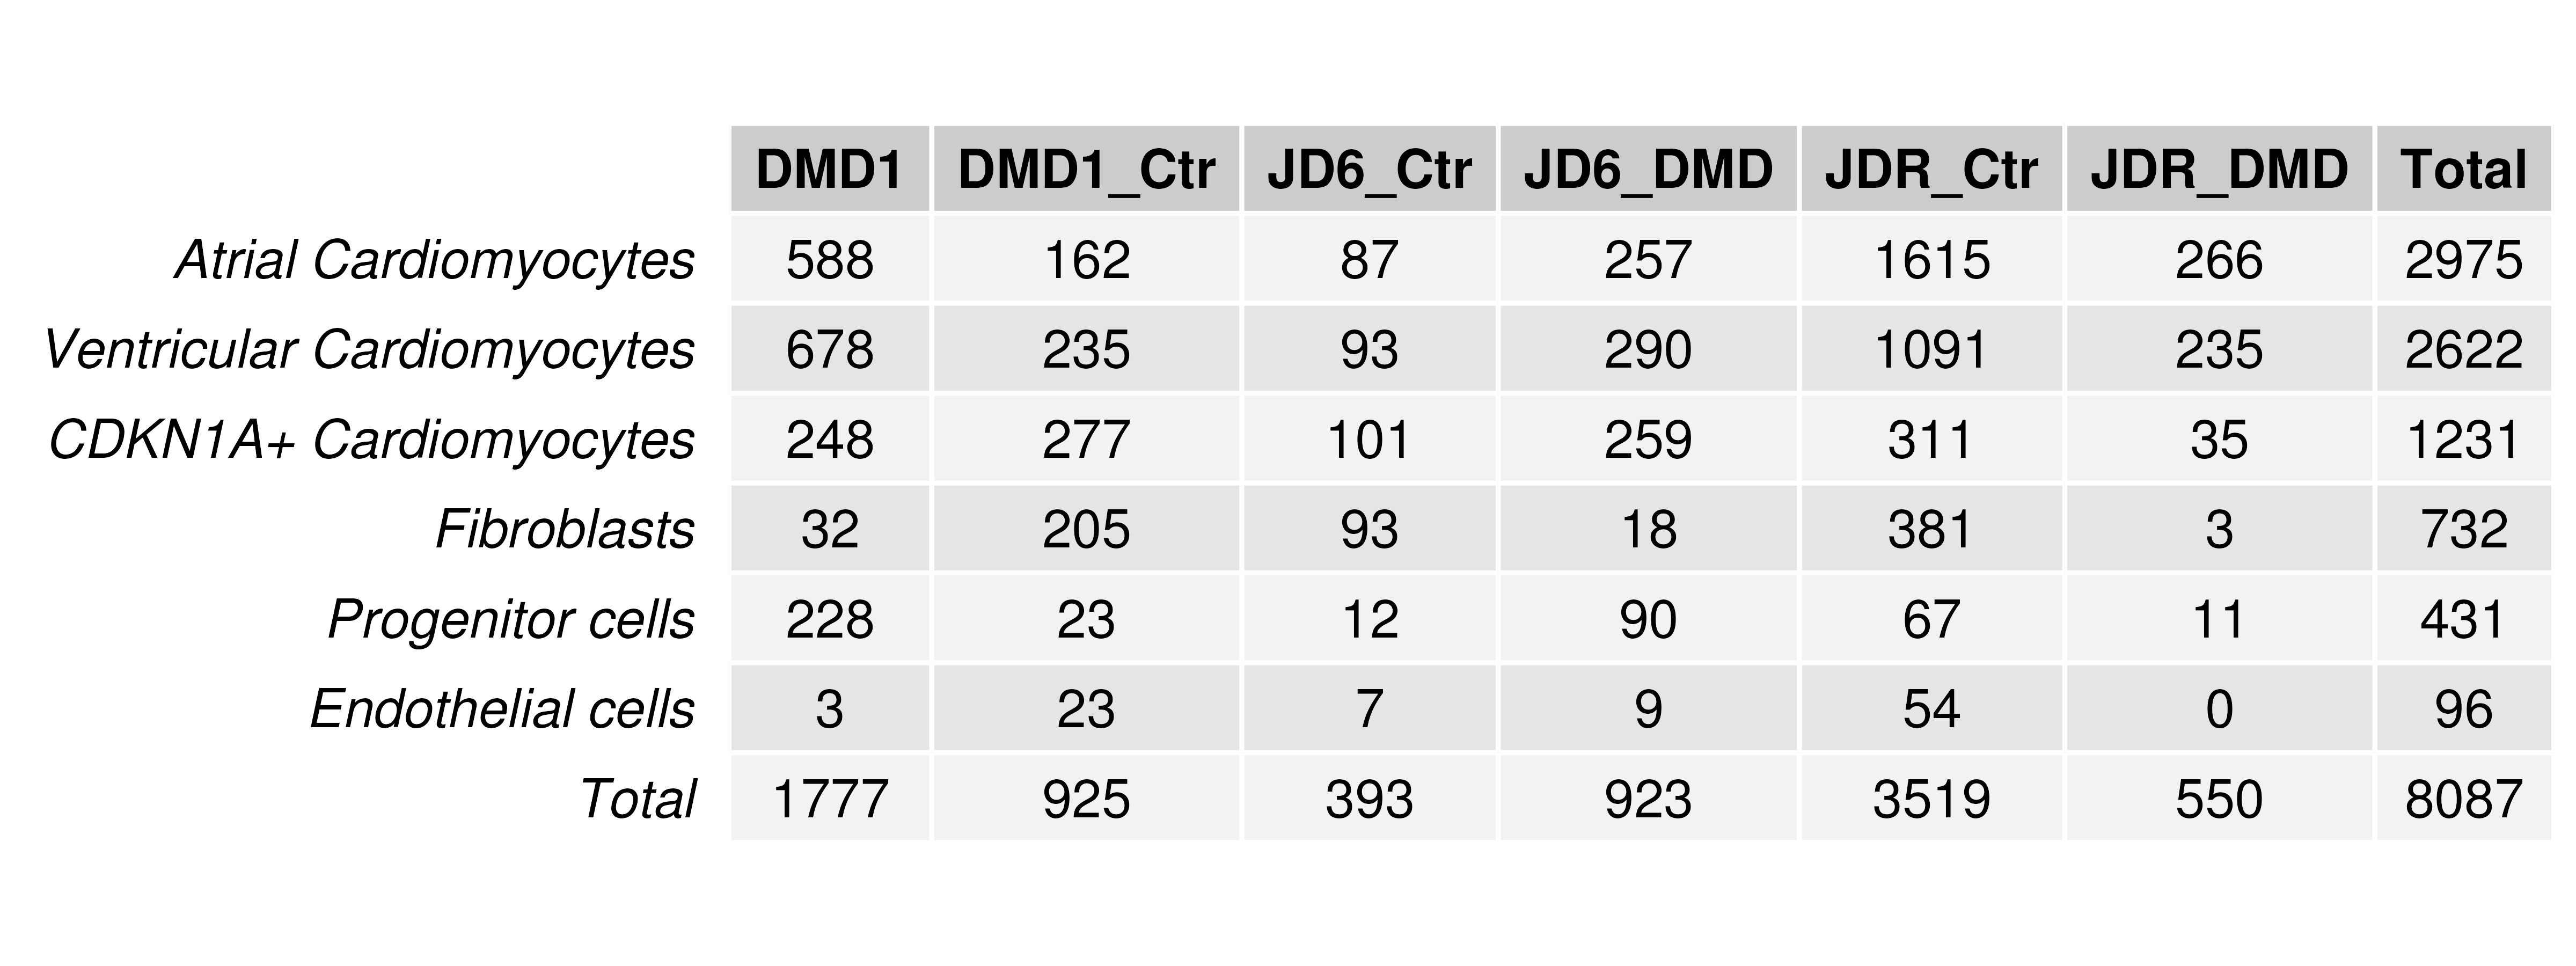 DMD1 DMD1_Ctr JD6_Ctr JD6_DMD JDR_Ctr JDR_DMD Total
Atrial Cardiomyocytes 588 162 87 257 1615 266 2975
Ventricular Cardiomyocytes 678 235 93 290 1091 235 2622
CDKN1A+ Cardiomyocytes 248 277 101 259 311 35 1231
Fibroblasts 32 205 93 18 381 3 732
Progenitor cells 228 23 12 90 67 11 431
Endothelial cells 3 23 7 9 54 0 96
Total 1777 925 393 923 3519 550 8087